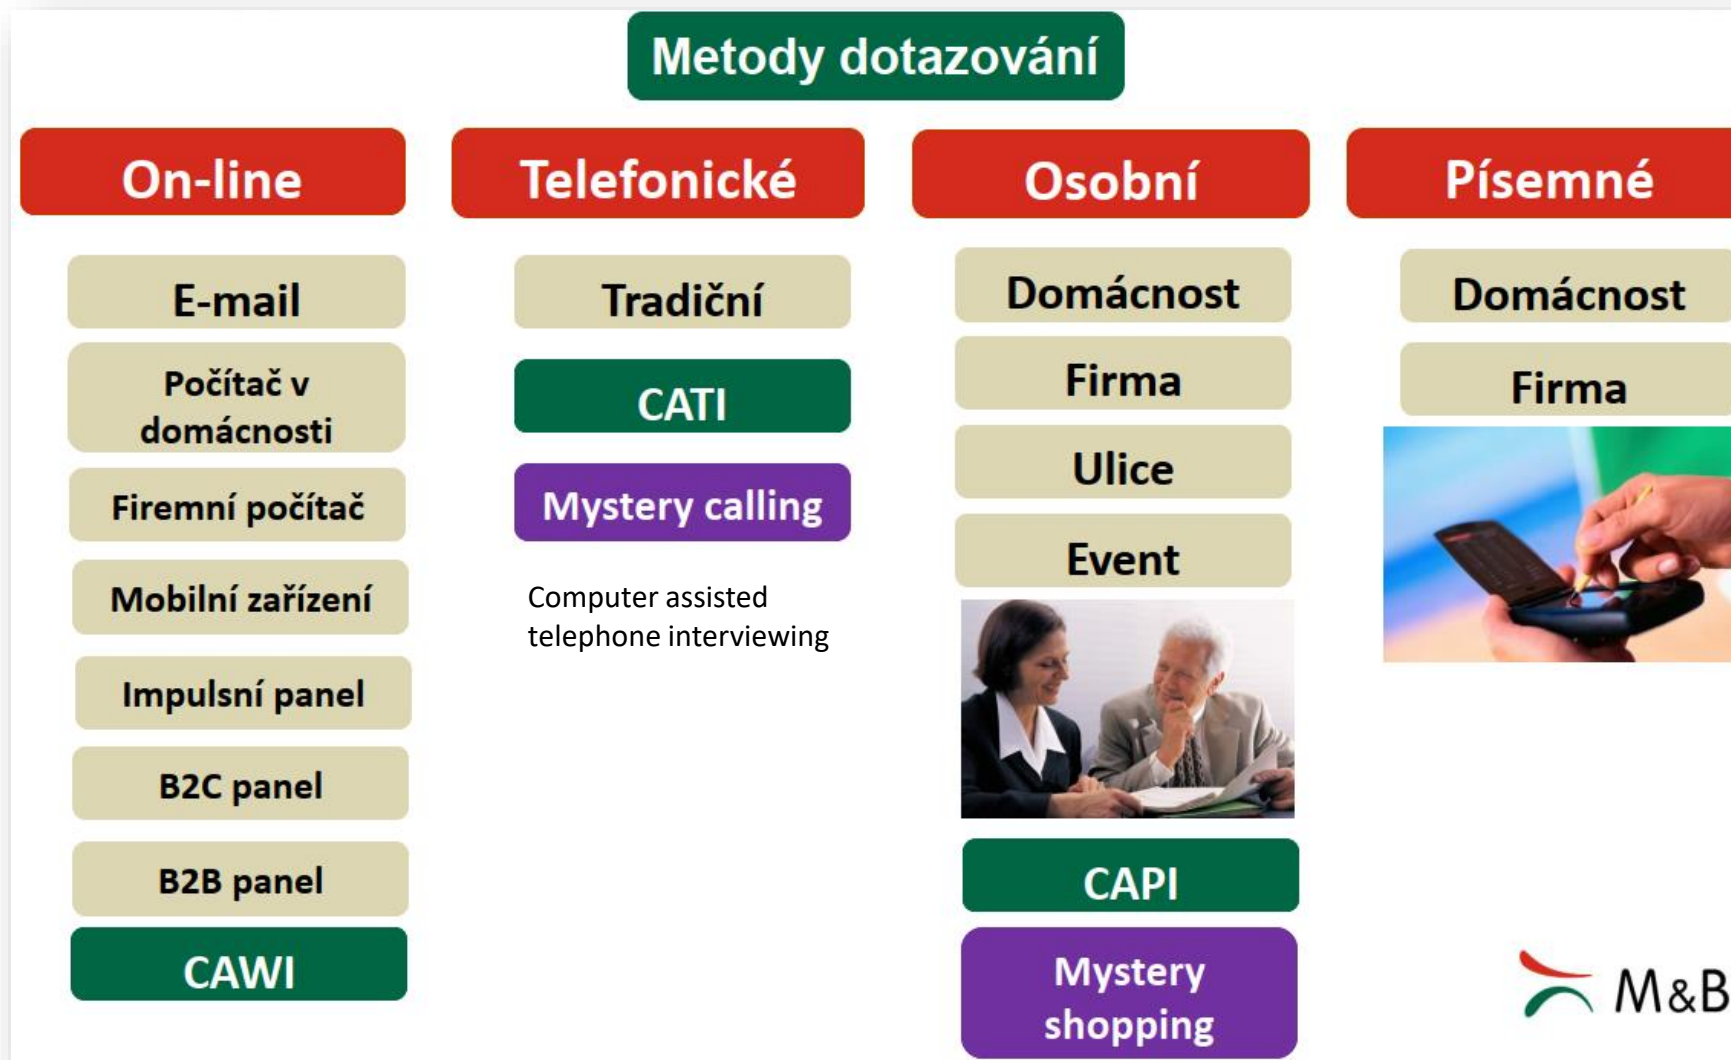 Metody dotazování
On-line
E-mail
Počítač v
domácnosti
Firemní počítač
Mobilní zařízení
Impulsní panel
B2C panel
B2B panel
CAWI
Telefonické
Tradiční
CATI
Mystery calling
Computer assisted
telephone interviewing
Osobní
Domácnost
Firma
Ulice
Event
CAPI
Mystery
shopping
Písemné
Domácnost
Firma
M&B